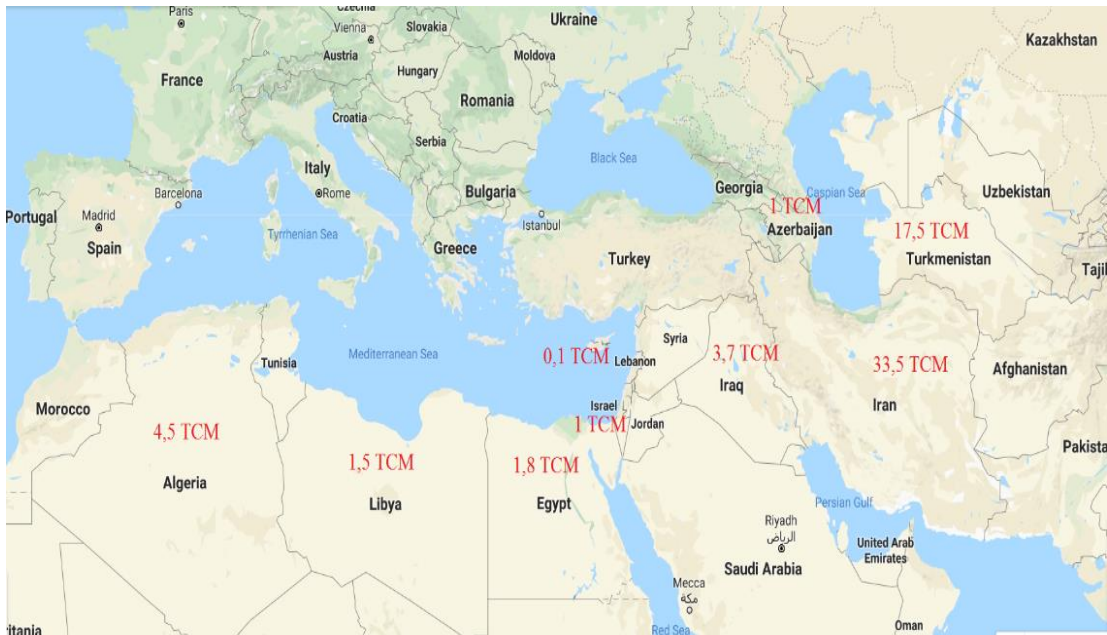 Paris
Czechia
Vienna
Slovakia
Ukraine
Kazakhstan
Austria
Moldova
Hungary
France
Romania
Croatia
Serbia
Black Sea
Italy
Georgia
Caspian Sea
Uzbekistan
Barcelona
Rome
Bulgaria
1 TCM
Portugal
Madrid
Istanbul
Azerbaijan
17,5 TCM
Tyrrhenian Sea
Spain
Greece
Turkey
Turkmenistan
Taji
Syria
Mediterranean Sea
0,1 TCM
3,7 TCM
Tunisia
Lebanon
33,5 TCM
Afghanistan
Iraq
Morocco
Israel
Iran
4,5 TCM
1 TCM
Jordan
Pakista
1,5 TCM
1,8 TCM
Algeria
Libya
Egypt
Persian Gulf
Riyadh
الرياض
United Arab
Emirates
Saudi Arabia
Mecca
مكة
Oman
Red Sea
ritania